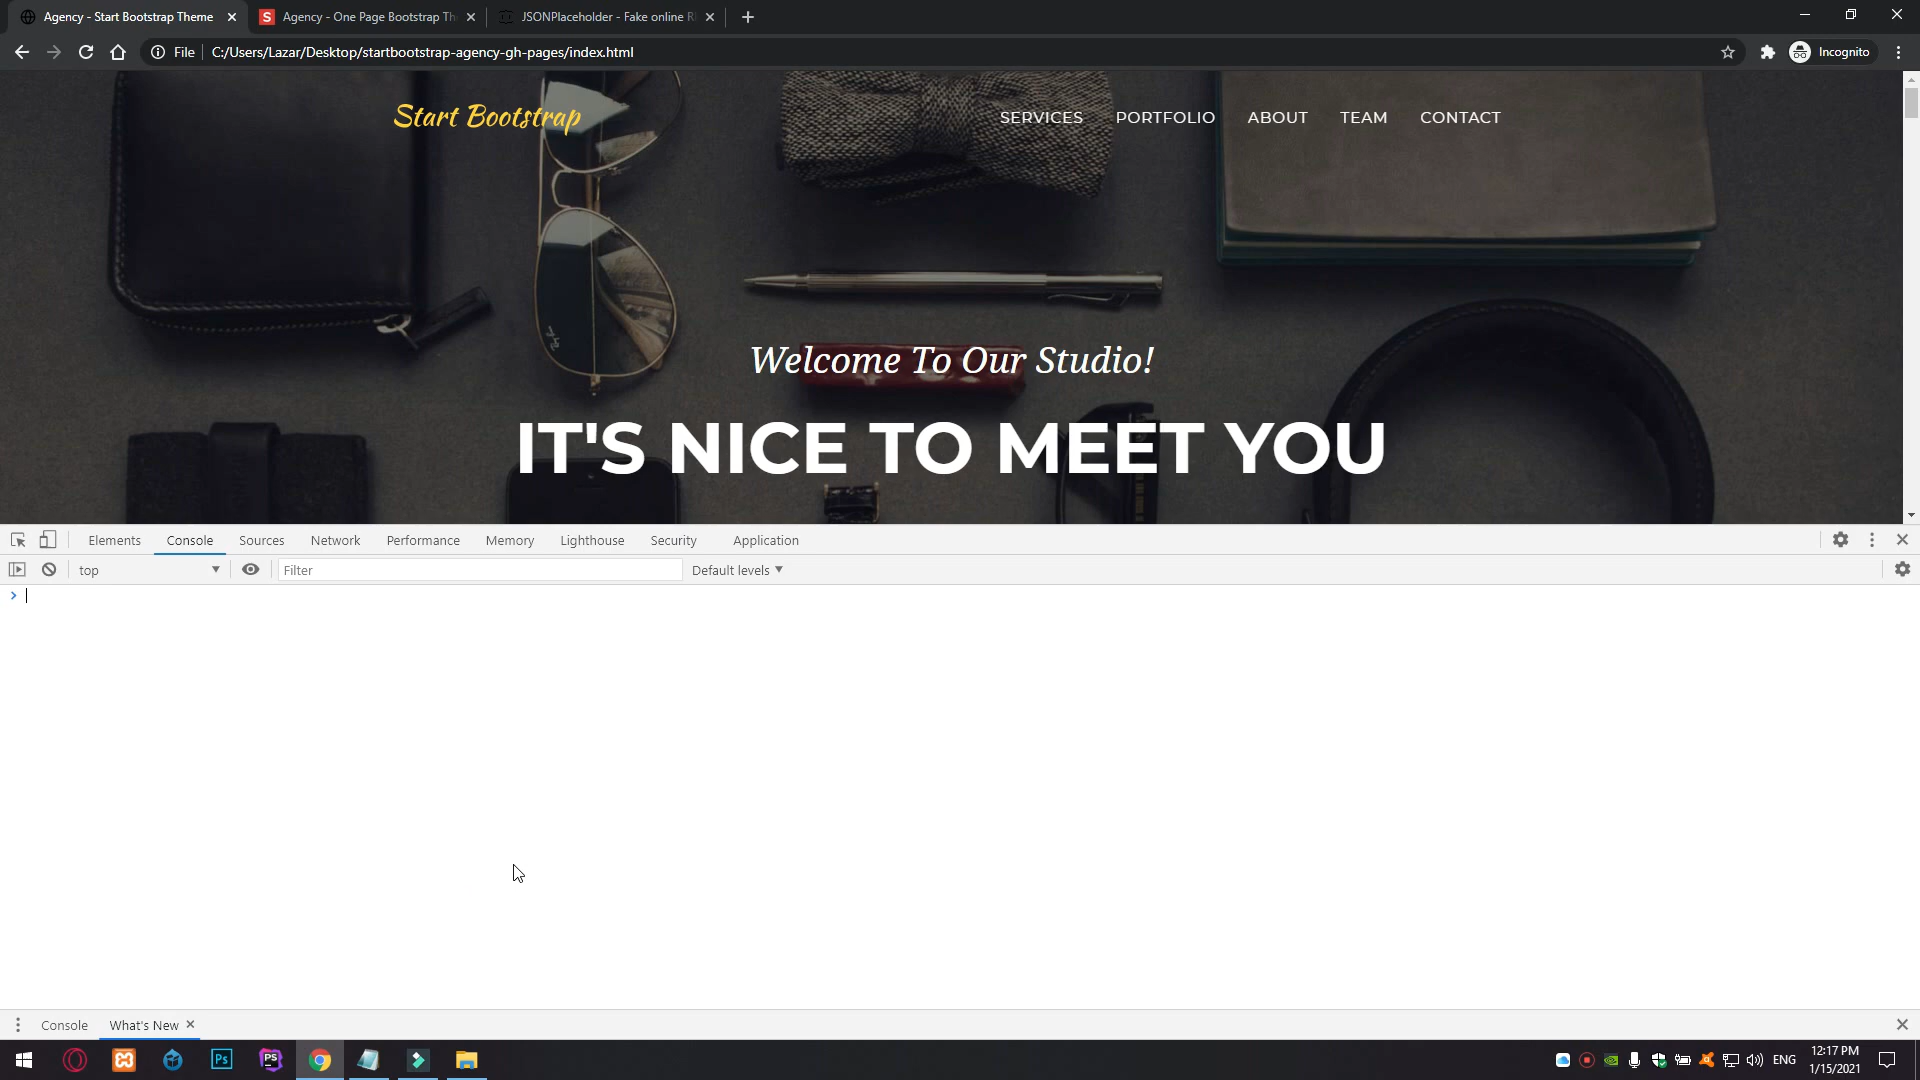 Agency - Start Bootstrap Theme
Agency - One Page Bootstrap Th
JSONPlaceholder - Fake online R
File
C:/Users/Lazar/Desktop/startbootstrap-agency-gh-pages/index.html
Incognito
Start Bootstrap
SERVICES
PORTFOLIO
ABOUT
TEAM
CONTACT
Welcome To Our Studio!
IT'S NICE TO MEET YOU
Elements
Console
Sources
Network
Performance
Memory
Lighthouse
Security
Application
top
Filter
Default levels
Console
What's New
Ps
PS
ENG
12:17 PM
1/15/2021